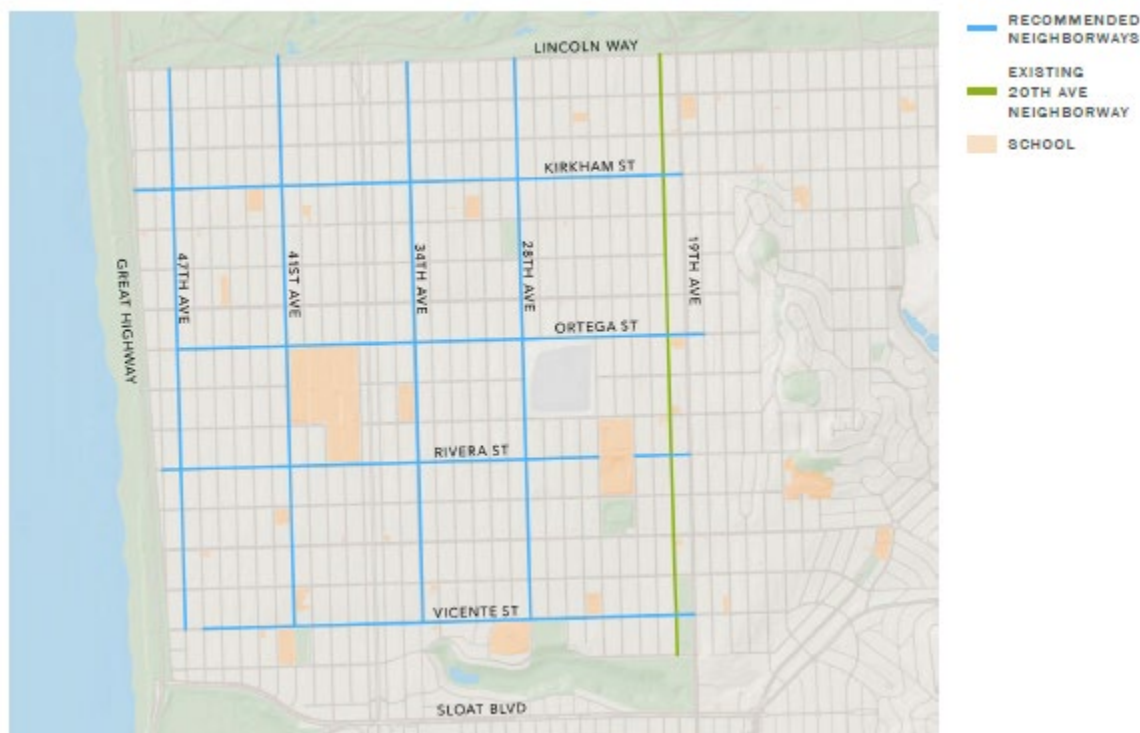 LINCOLN WAY
KIRKHAM ST
47TH AVE
41ST AVE
34TH AVE
28TH AVE
19TH AVE
GREAT HIGHWAY
ORTEGA ST
RIVERA ST
VICENTE ST
SLOAT BLVD
RECOMMENDED
NEIGHBORWAYS
EXISTING
20TH AVE
NEIGHBORWAY
SCHOOL